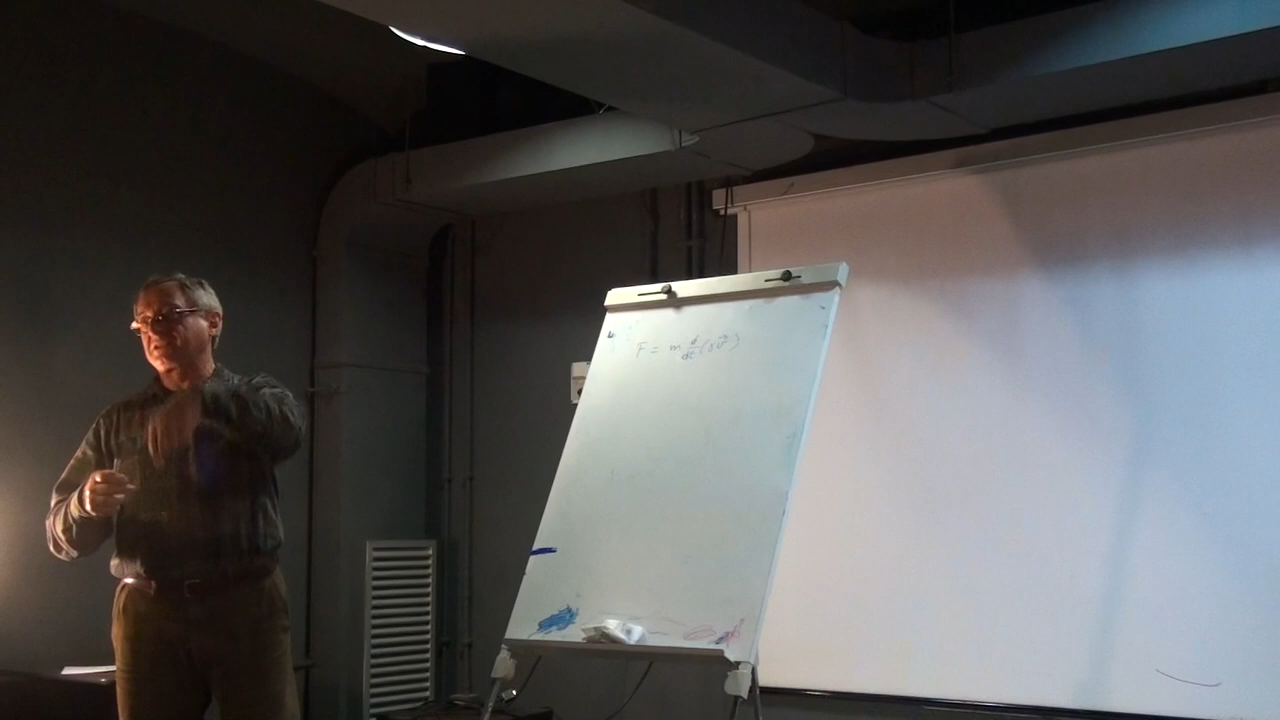 F = m d/dt (γv⃗)